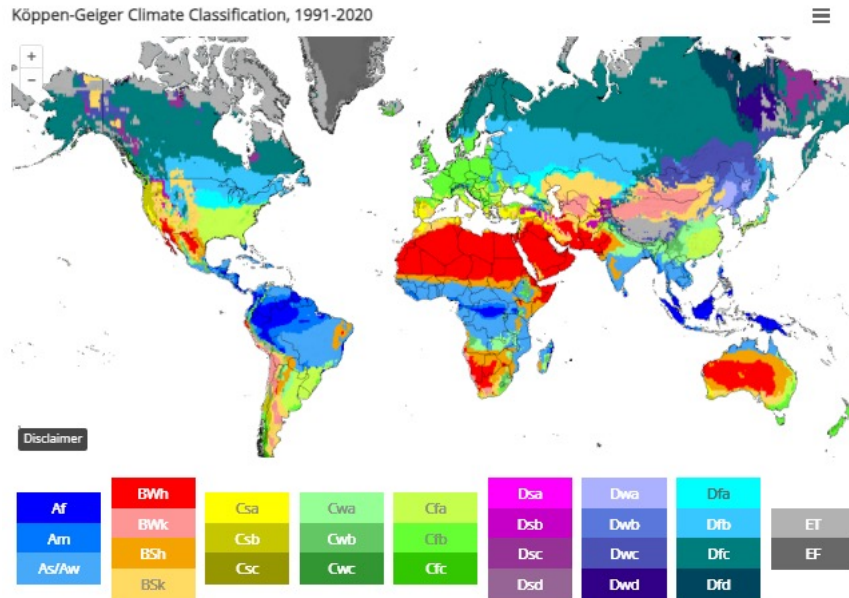 Köppen-Geiger Climate Classification, 1991-2020
+
−
Disclaimer
Af
Am
As/Aw
BWh
BWk
BSh
BSk
Csa
Csb
Csc
Cwa
Cwb
Cwc
Cfa
Cfb
Cfc
Dsa
Dsb
Dsc
Dsd
Dwa
Dwb
Dwc
Dwd
Dfa
Dfb
Dfc
Dfd
ET
EF